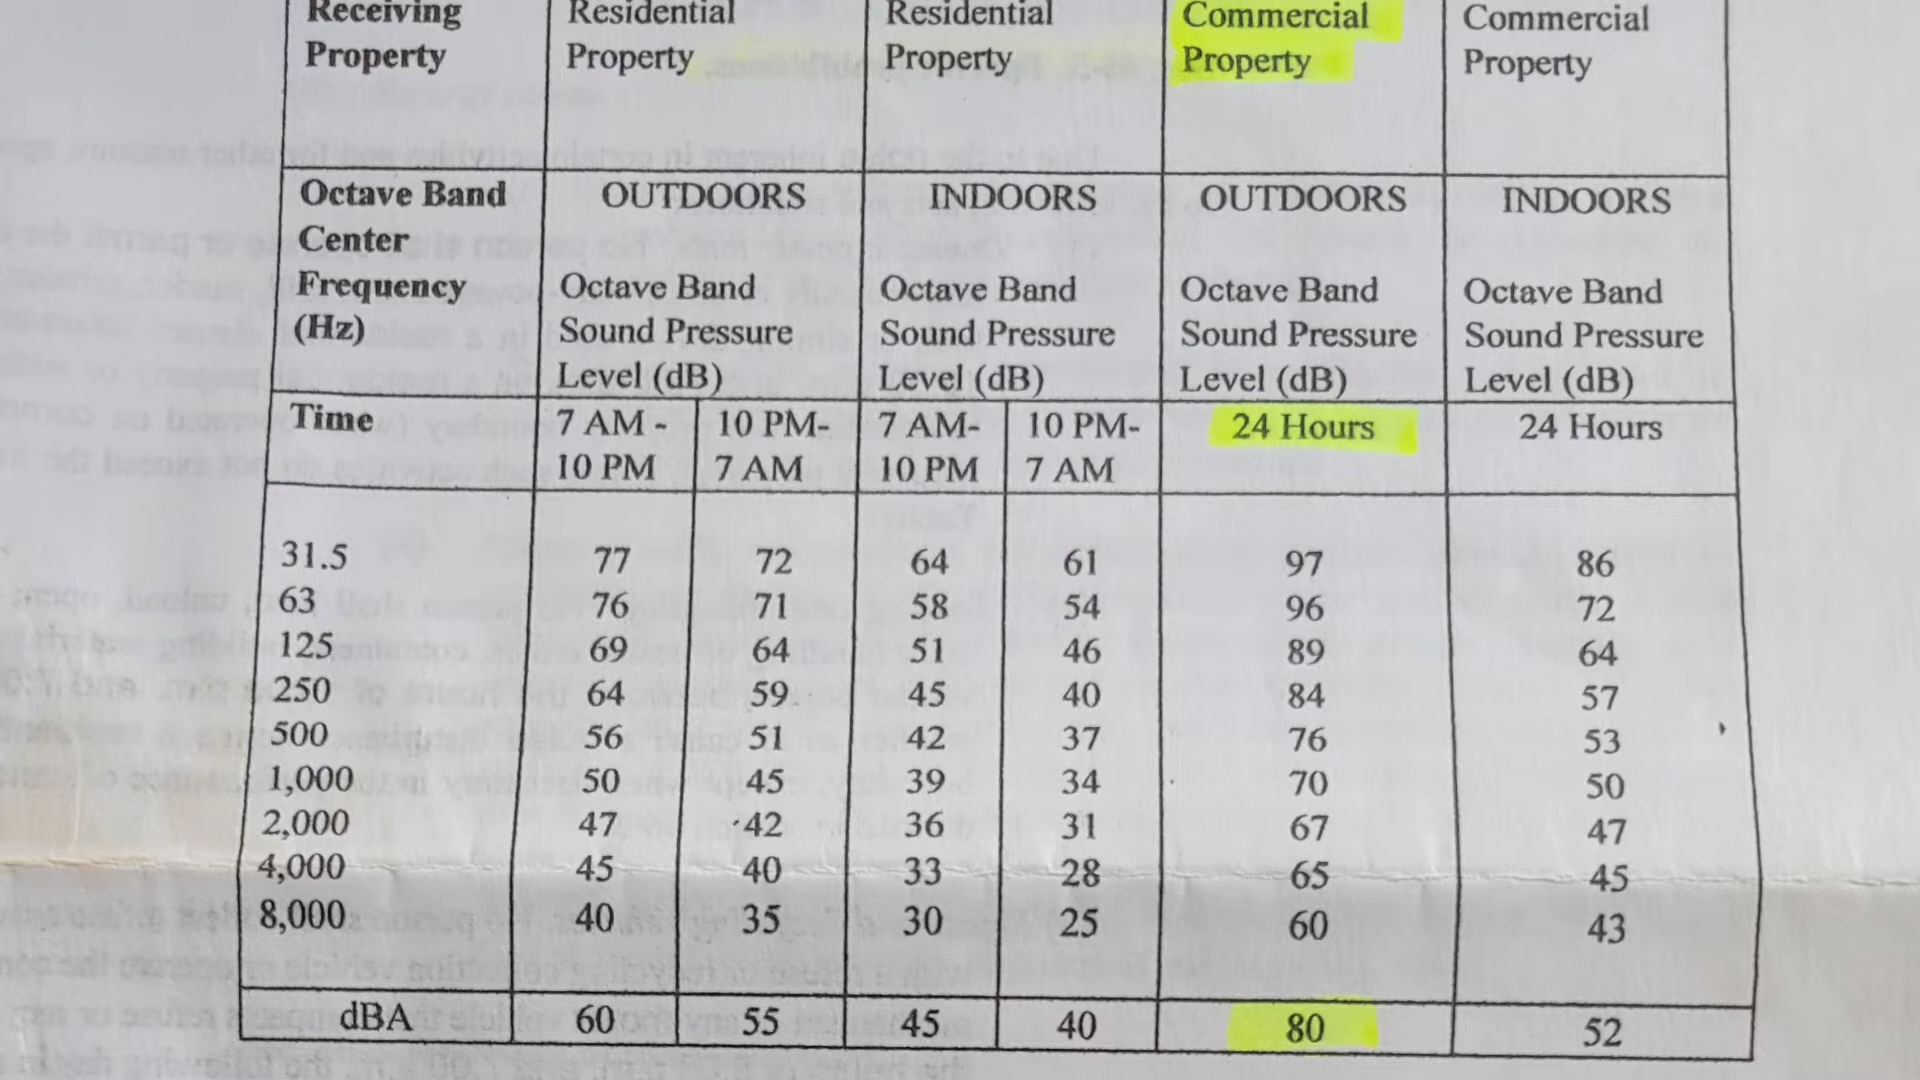 Receiving Property | Residential Property | Residential Property | Commercial Property | Commercial Property
Octave Band Center Frequency (Hz) | OUTDOORS Octave Band Sound Pressure Level (dB) | INDOORS Octave Band Sound Pressure Level (dB) | OUTDOORS Octave Band Sound Pressure Level (dB) | INDOORS Octave Band Sound Pressure Level (dB)
Time | 7 AM - 10 PM | 10 PM- 7 AM | 7 AM- 10 PM | 10 PM- 7 AM | 24 Hours | 24 Hours
31.5 77 72 64 61 97 86
63 76 71 58 54 96 72
125 69 64 51 46 89 64
250 64 59 45 40 84 57
500 56 51 42 37 76 53
1,000 50 45 39 34 70 50
2,000 47 42 36 31 67 47
4,000 45 40 33 28 65 45
8,000 40 35 30 25 60 43
dBA 60 55 45 40 80 52